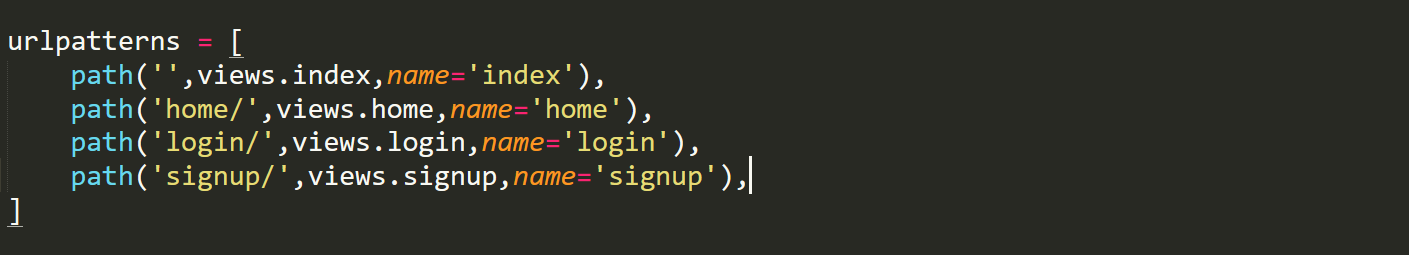 urlpatterns = [
    path('',views.index,name='index'),
    path('home/',views.home,name='home'),
    path('login/',views.login,name='login'),
    path('signup/',views.signup,name='signup'),
]